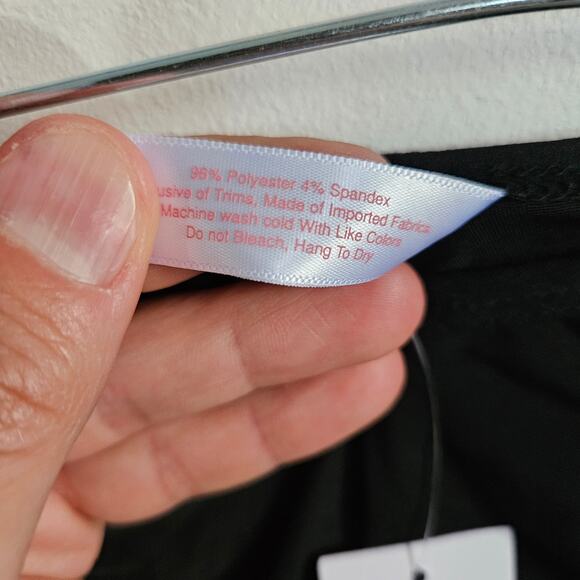 96% Polyester 4% Spandex
usive of Trims, Made of Imported Fabrics
Machine wash cold With Like Colors
Do not Bleach, Hang To Dry